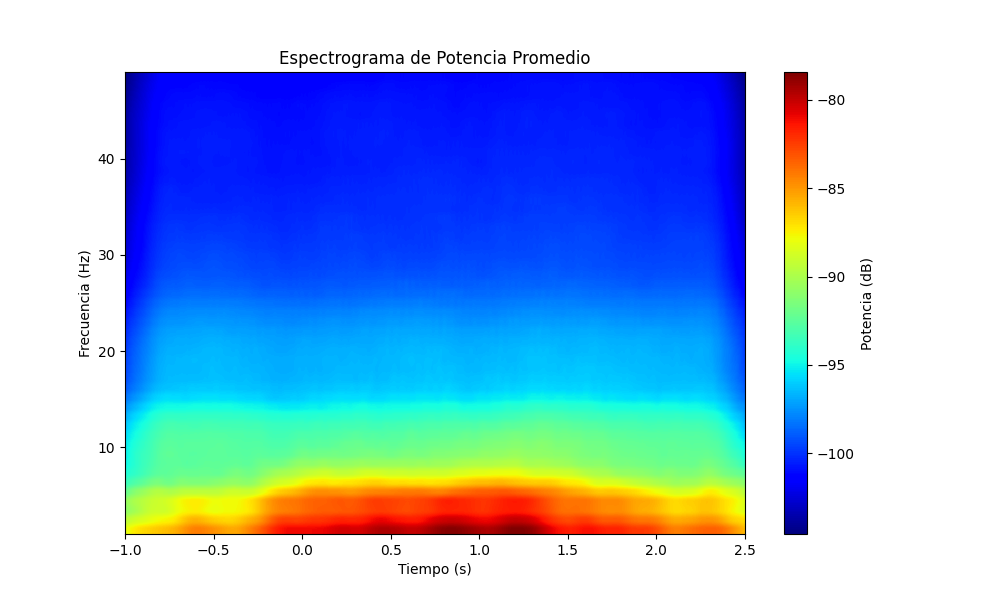 Espectrograma de Potencia Promedio
Frecuencia (Hz)
40
30
20
10
−1.0 −0.5 0.0 0.5 1.0 1.5 2.0 2.5
Tiempo (s)
−80
−85
−90
−95
−100
Potencia (dB)